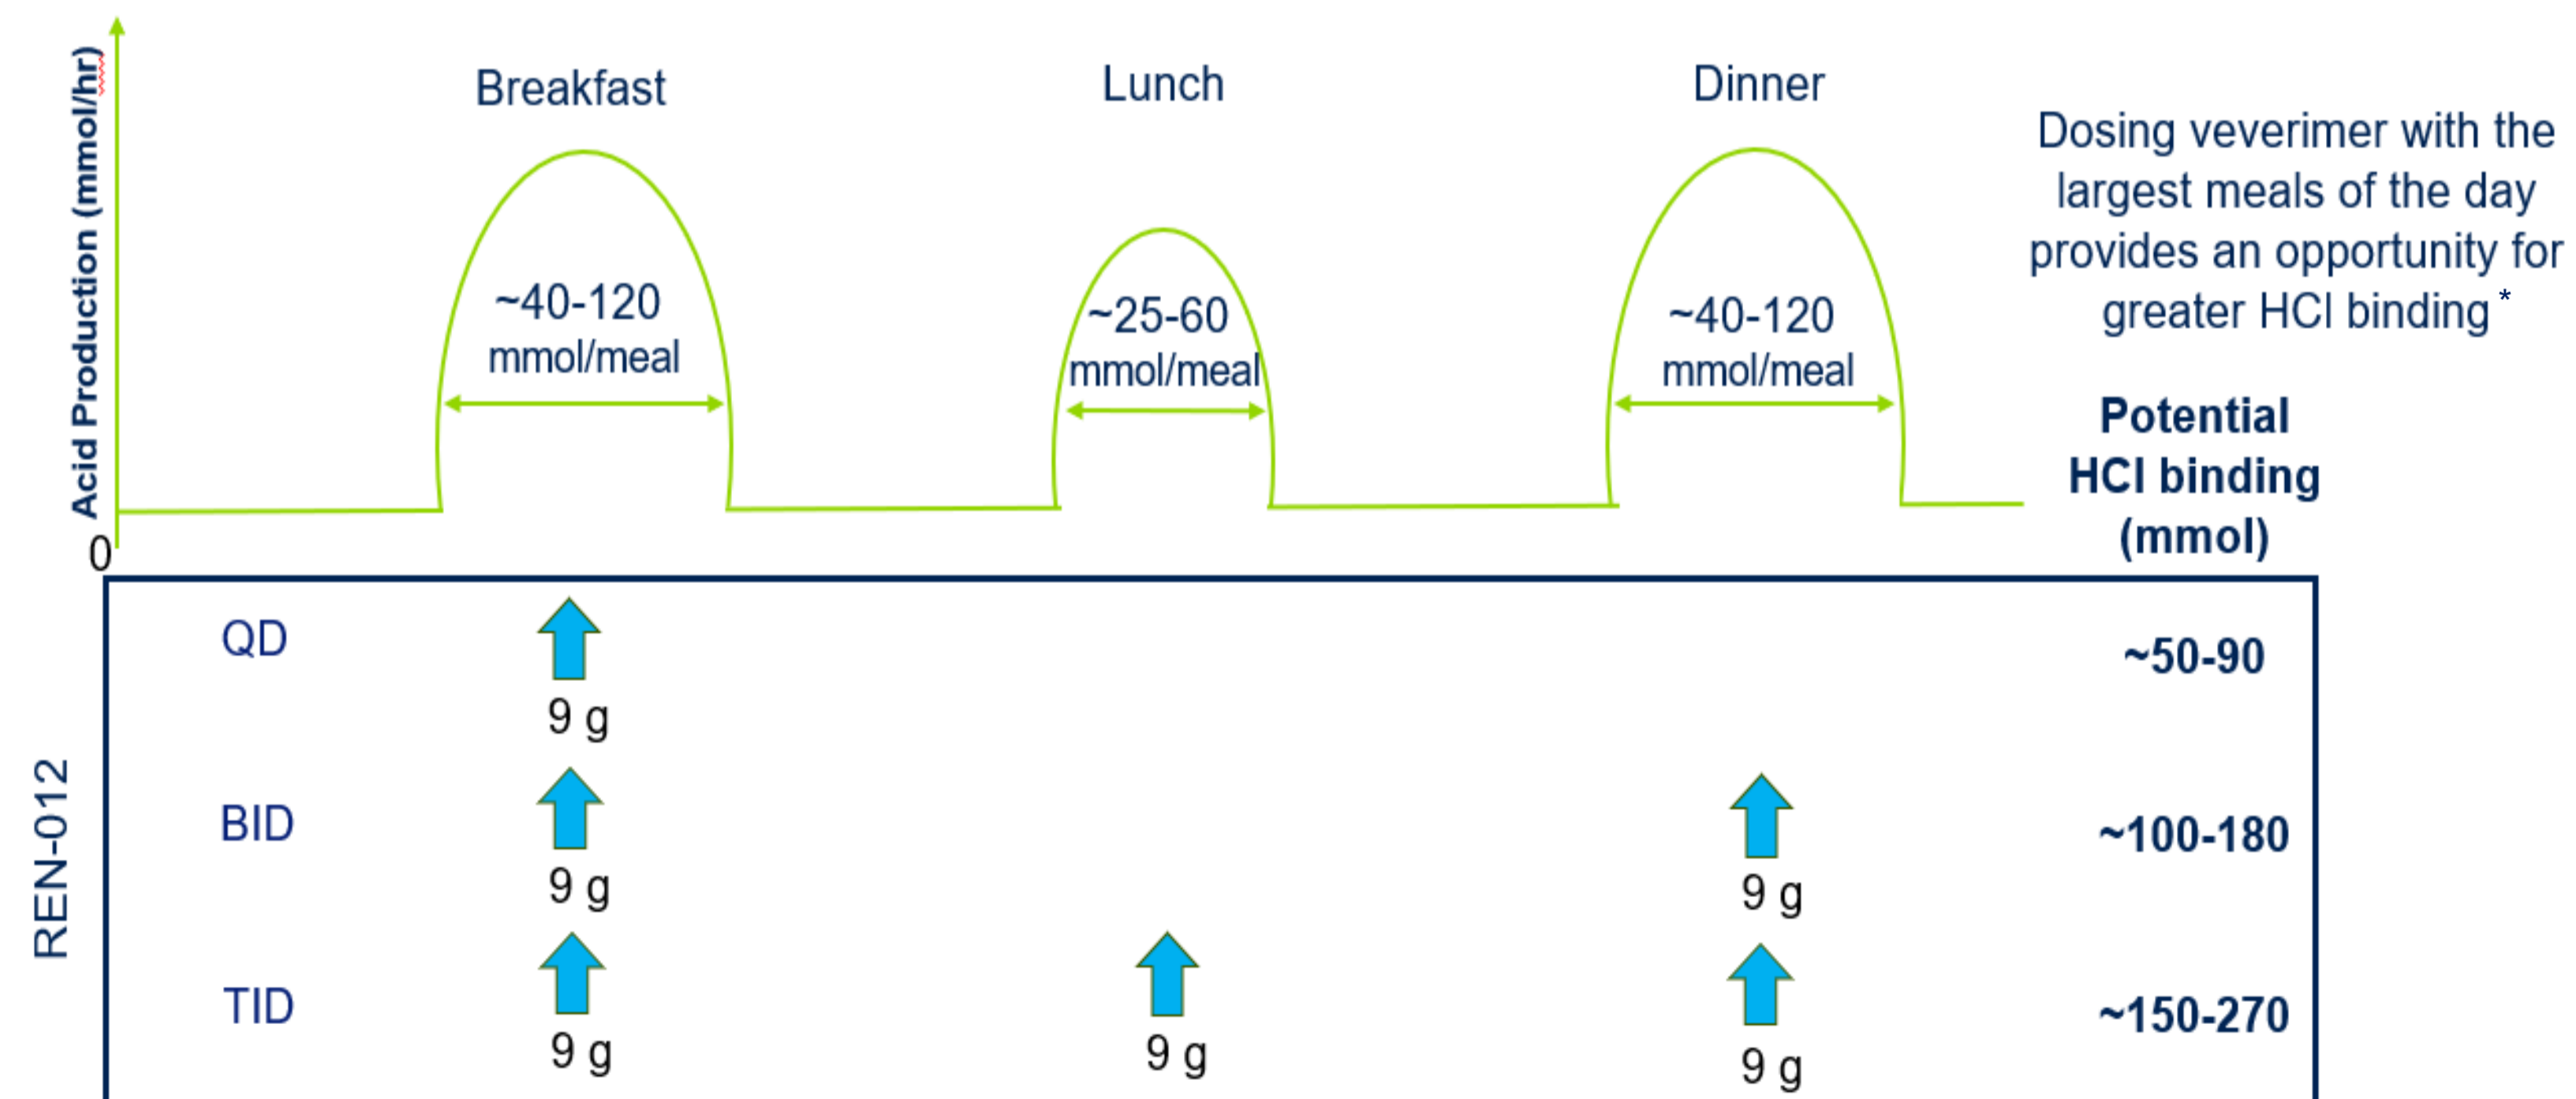 Acid Production (mmol/hr)
Breakfast
Lunch
Dinner
~40-120
mmol/meal
~25-60
mmol/meal
~40-120
mmol/meal
Dosing veverimer with the
largest meals of the day
provides an opportunity for
greater HCl binding *
Potential
HCl binding
(mmol)
0
REN-012
QD
9 g
~50-90
BID
9 g
9 g
~100-180
TID
9 g
9 g
9 g
~150-270